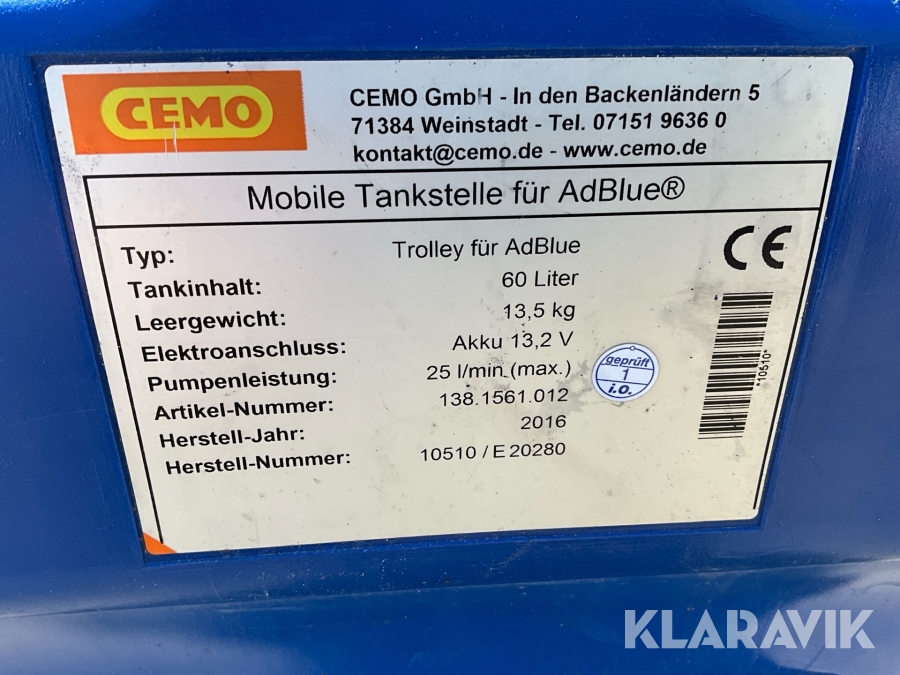 CEMO
CEMO GmbH - In den Backenländern 5
71384 Weinstadt - Tel. 07151 9636 0
kontakt@cemo.de - www.cemo.de
Mobile Tankstelle für AdBlue®
Typ: Trolley für AdBlue
Tankinhalt: 60 Liter
Leergewicht: 13,5 kg
Elektroanschluss: Akku 13,2 V
Pumpenleistung: 25 l/min (max.)
Artikel-Nummer: 138.1561.012
Herstell-Jahr: 2016
Herstell-Nummer: 10510 / E 20280
CE
geprüft
1
i.O.
*10510*
KLARAVIK